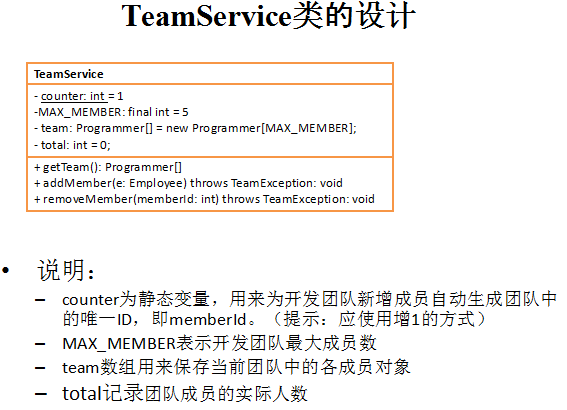 TeamService类的设计
TeamService
- counter: int = 1
-MAX_MEMBER: final int = 5
- team: Programmer[] = new Programmer[MAX_MEMBER];
- total: int = 0;
+ getTeam(): Programmer[]
+ addMember(e: Employee) throws TeamException: void
+ removeMember(memberId: int) throws TeamException: void
• 说明：
– counter为静态变量，用来为开发团队新增成员自动生成团队中
的唯一ID，即memberId。（提示：应使用增1的方式）
– MAX_MEMBER表示开发团队最大成员数
– team数组用来保存当前团队中的各成员对象
– total记录团队成员的实际人数